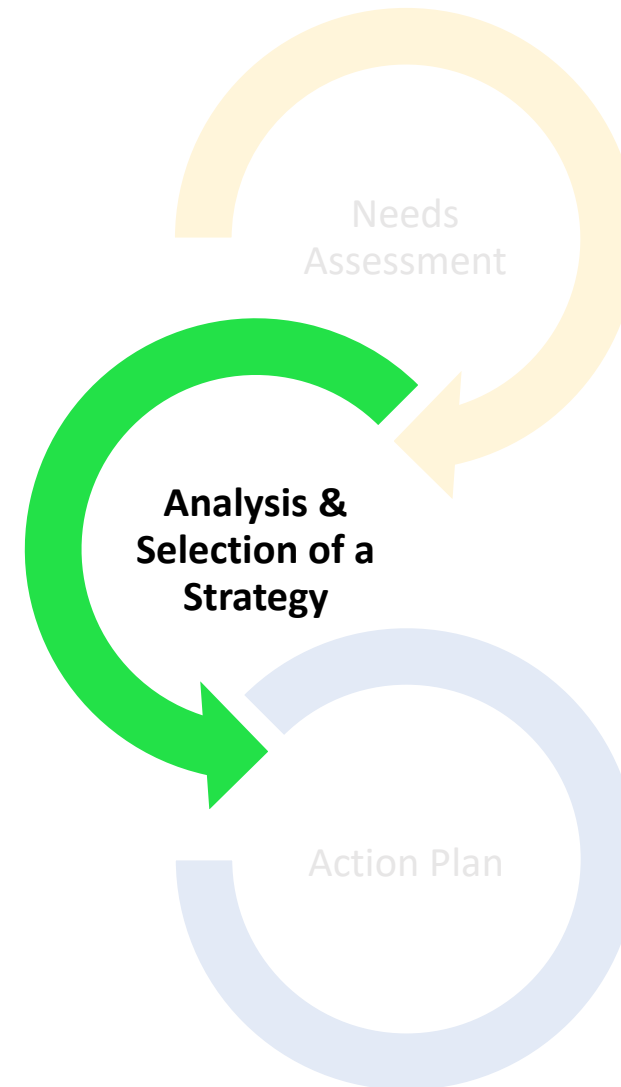 Needs
Assessment
Analysis &
Selection of a
Strategy
Action Plan